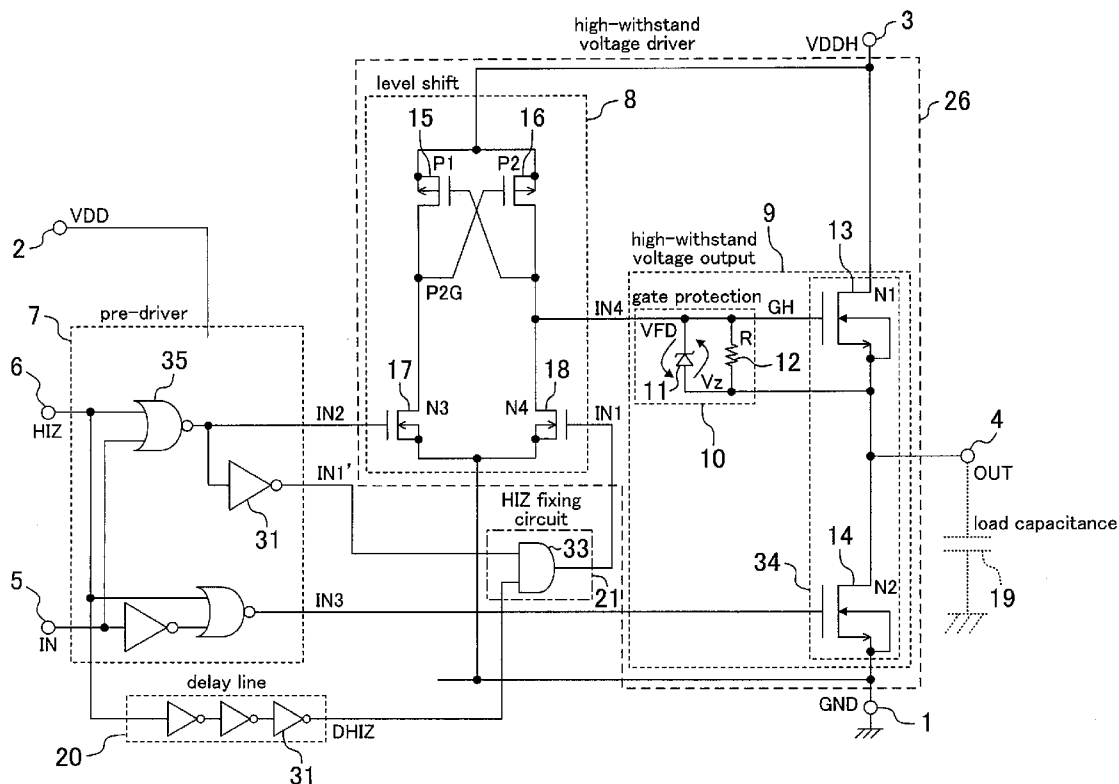 high-withstand
voltage driver
3
VDDH
level shift
8
26
15
16
P1
P2
VDD
2
9
13
high-withstand
voltage output
N1
P2G
IN4
gate protection
GH
7
pre-driver
VFD
R
12
6
35
17
18
11
Vz
HIZ
IN2
N3
N4
IN1
10
4
OUT
IN1'
HIZ fixing
circuit
31
33
load capacitance
14
34
5
21
N2
19
IN3
IN
delay line
GND
1
DHIZ
20
31